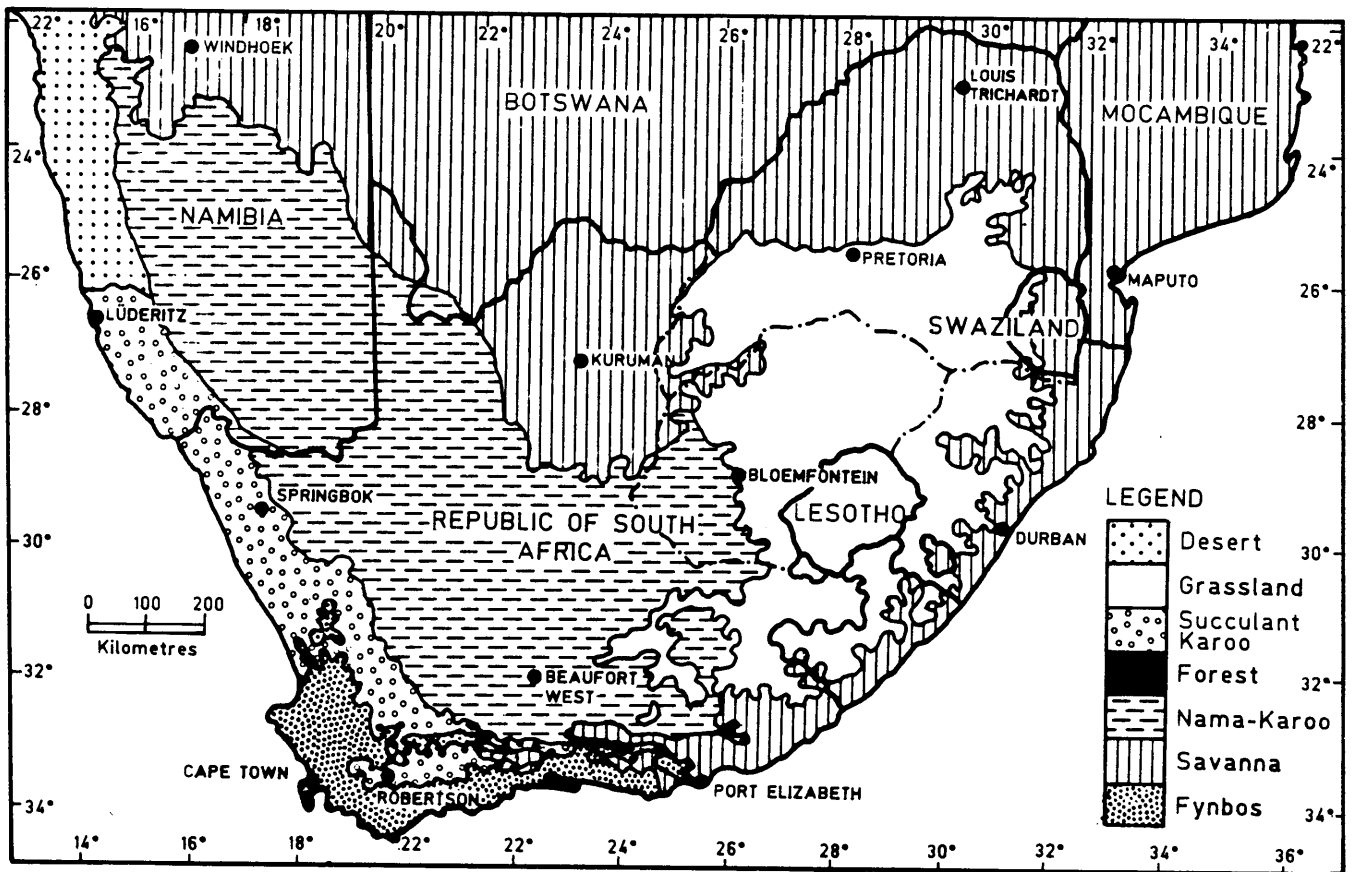 22°
16°
18°
20°
22°
24°
26°
28°
30°
32°
34°
22°
WINDHOEK
BOTSWANA
LOUIS
TRICHARDT
MOCAMBIQUE
24°
24°
NAMIBIA
PRETORIA
26°
MAPUTO
26°
LÜDERITZ
SWAZILAND
KURUMAN
28°
28°
SPRINGBOK
BLOEMFONTEIN
LEGEND
REPUBLIC OF SOUTH
AFRICA
LESOTHO
DURBAN
Desert
30°
30°
Grassland
0 100 200
Kilometres
Succulant
Karoo
32°
BEAUFORT
WEST
Forest
32°
Nama-Karoo
CAPE TOWN
ROBERTSON
PORT ELIZABETH
Savanna
34°
Fynbos
34°
14°
16°
18°
20°
22°
22°
24°
26°
28°
30°
32°
34°
36°